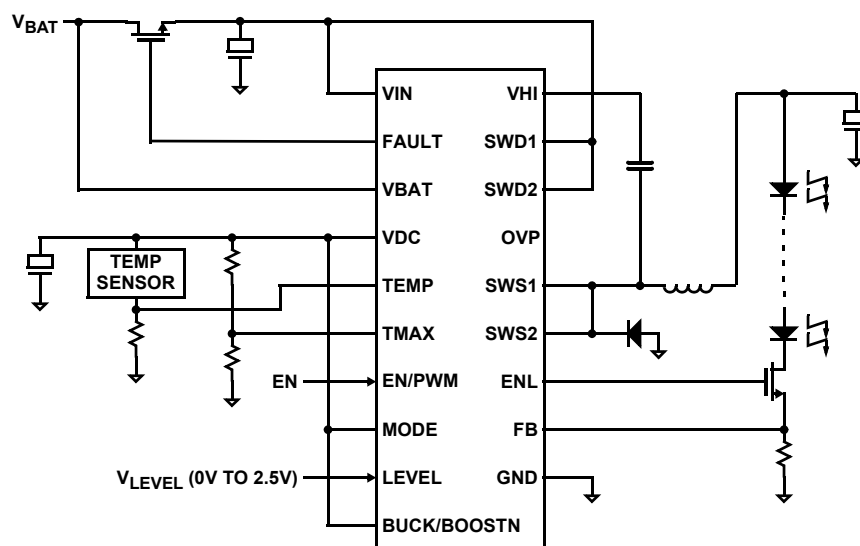 VBAT
VIN
VHI
FAULT
SWD1
VBAT
SWD2
VDC
OVP
TEMP SENSOR
TEMP
SWS1
TMAX
SWS2
EN
EN/PWM
ENL
MODE
FB
VLEVEL (0V TO 2.5V)
LEVEL
GND
BUCK/BOOSTN